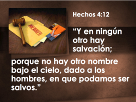 Hechos 4:12
"Y en ningún
otro hay
salvación;
porque no hay otro nombre
bajo el cielo, dado a los
hombres, en que podamos ser
salvos."